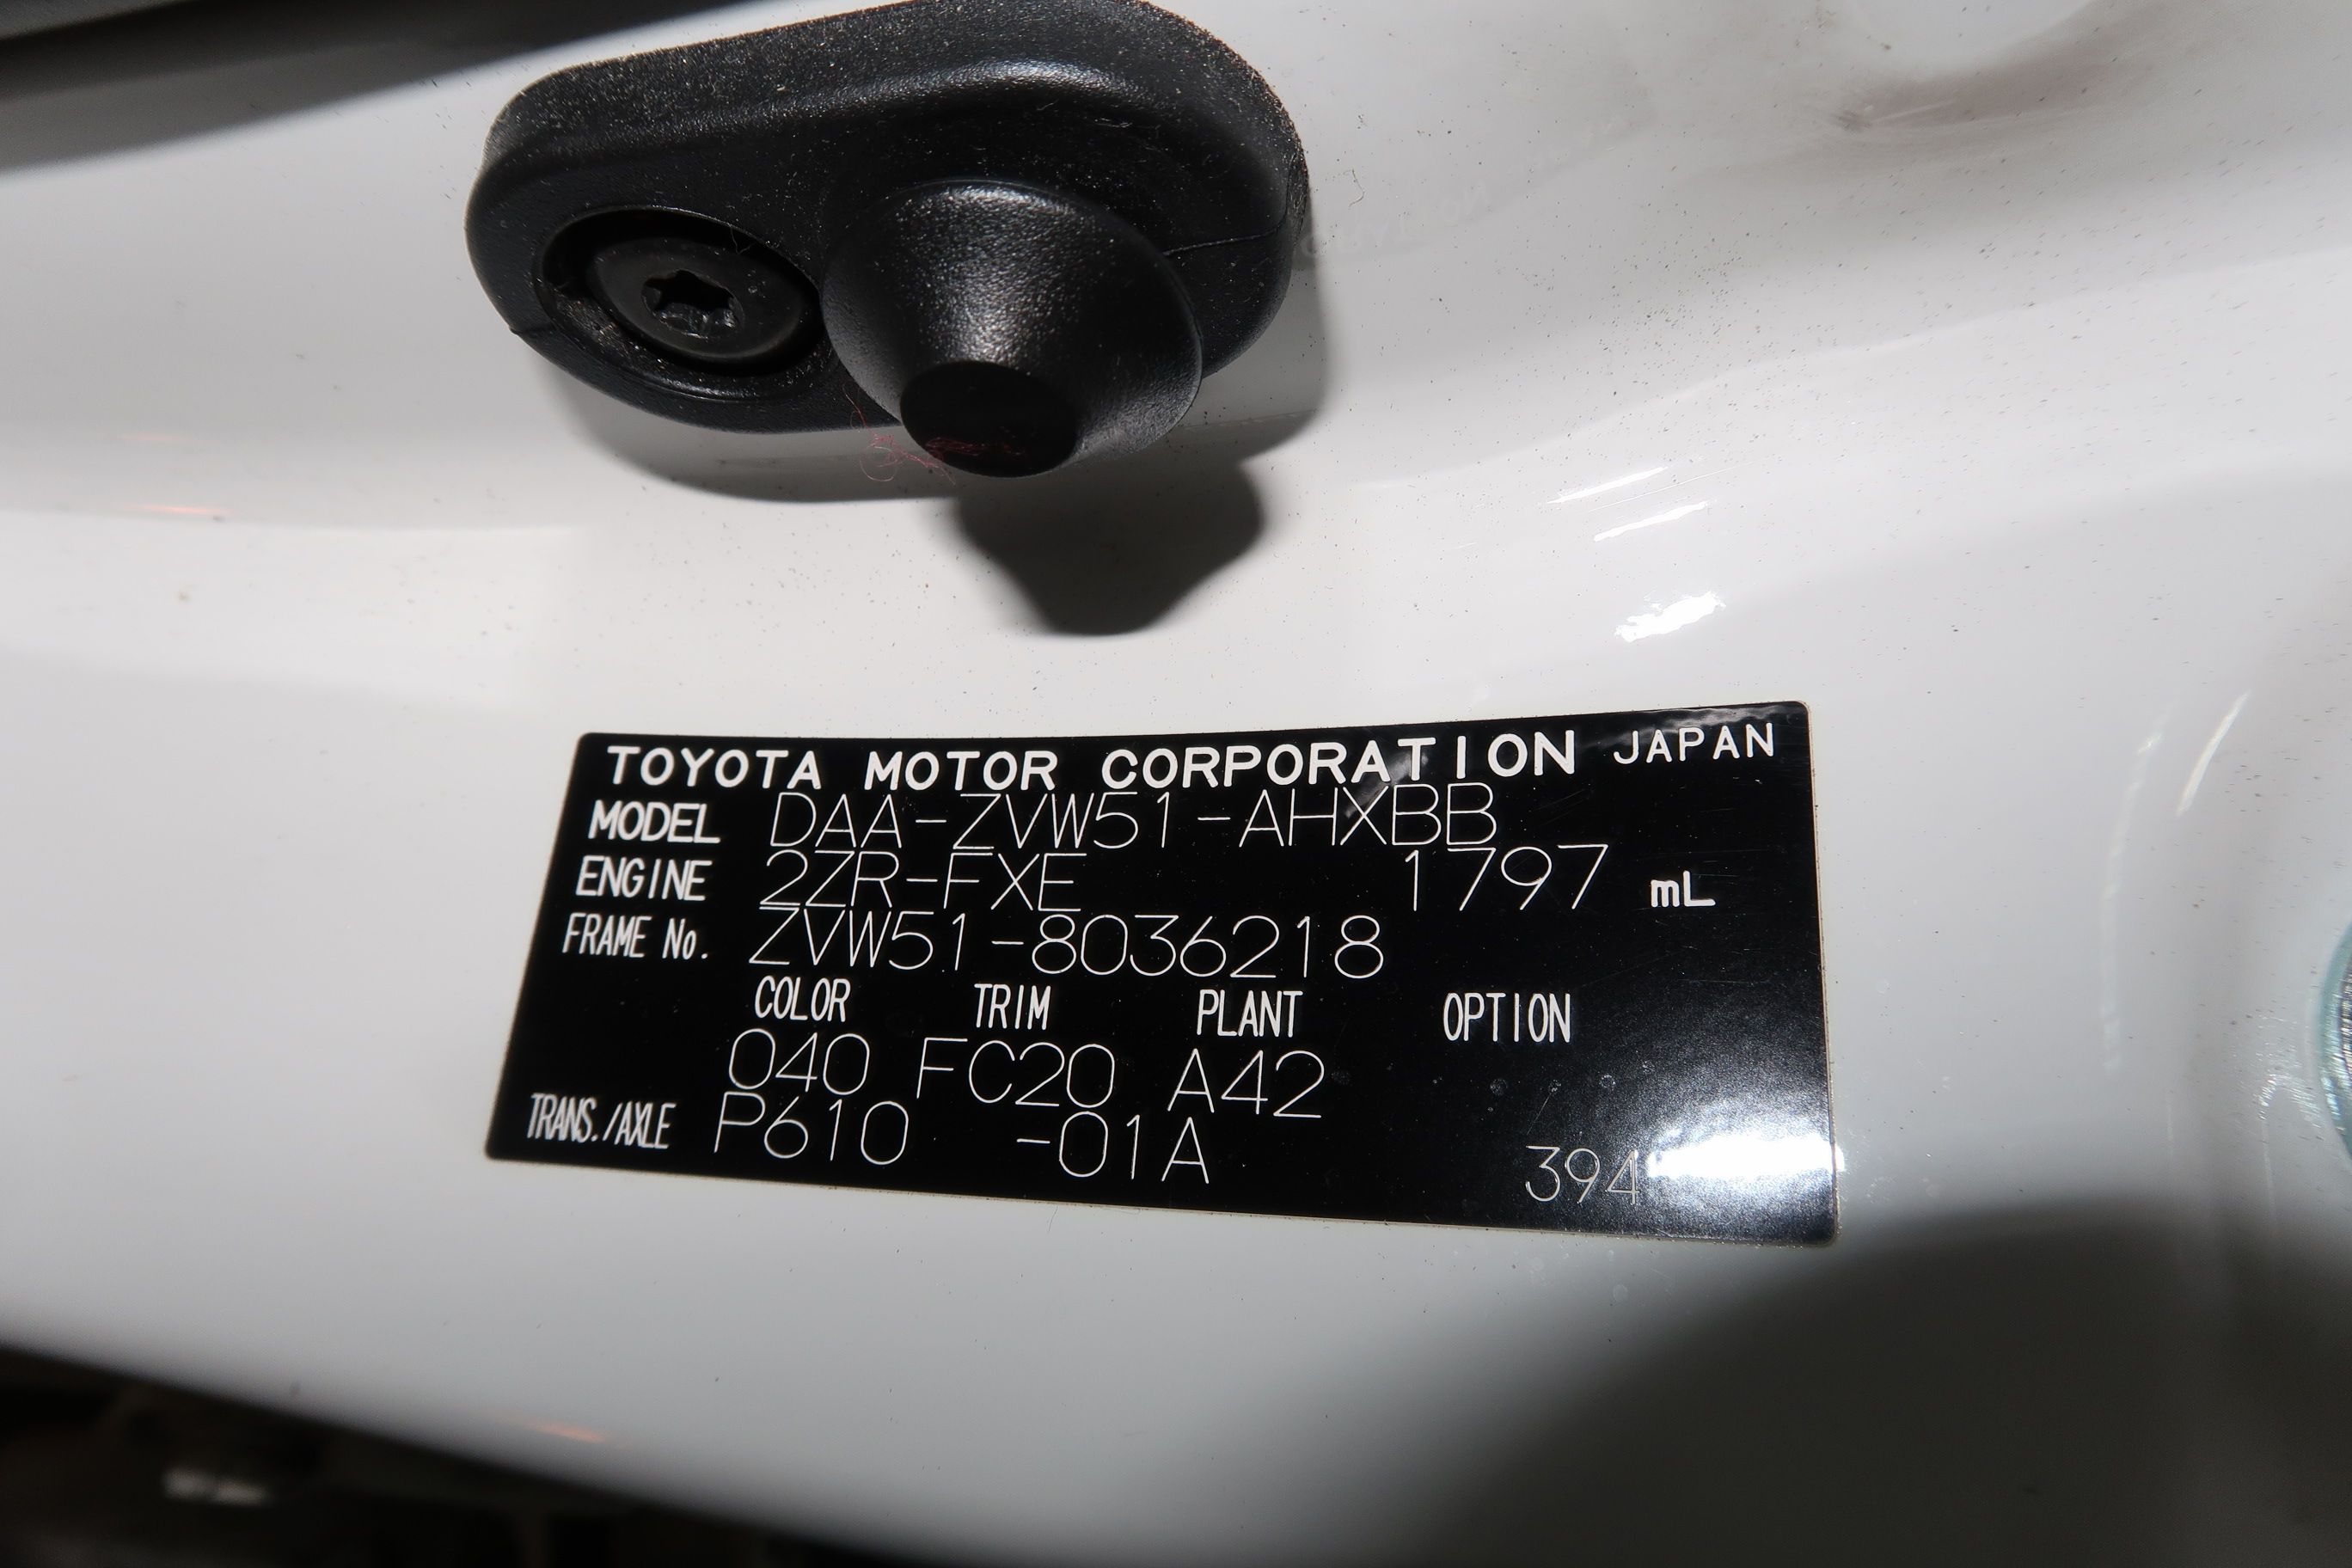 TOYOTA MOTOR CORPORATION JAPAN
MODEL DAA-ZVW51-AHXBB
ENGINE 2ZR-FXE 1797 mL
FRAME No. ZVW51-8036218
COLOR TRIM PLANT OPTION
040 FC20 A42
TRANS./AXLE P610 -01A